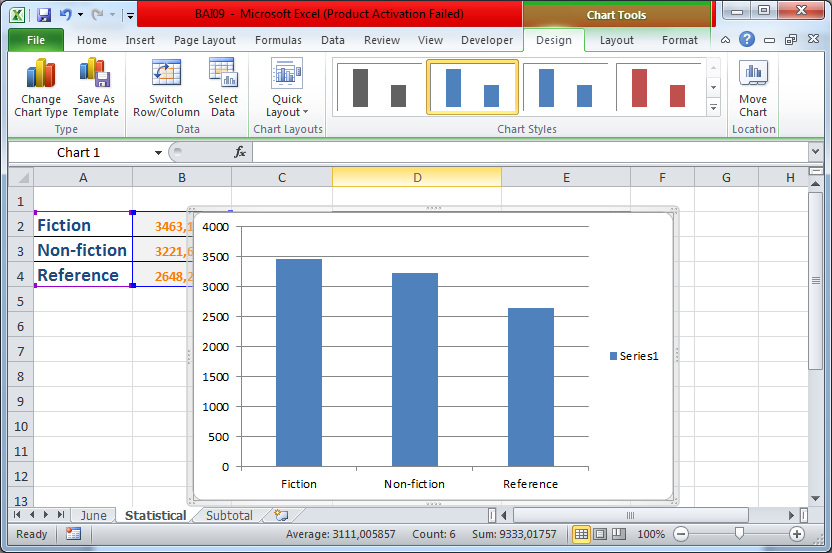 BAI09 - Microsoft Excel (Product Activation Failed)
Chart Tools
File Home Insert Page Layout Formulas Data Review View Developer Design Layout Format
Change Chart Type
Save As Template
Switch Row/Column
Select Data
Quick Layout
Move Chart
Type Data Chart Layouts Chart Styles Location
Chart 1 fx
A B C D E F G H
1
2 Fiction 3463,1
3 Non-fiction 3221,6
4 Reference 2648,2
5
6
7
8
9
10
11
12
13
4000
3500
3000
2500
2000
1500
1000
500
0
Fiction Non-fiction Reference
Series1
June Statistical Subtotal
Ready Average: 3111,005857 Count: 6 Sum: 9333,01757 100%